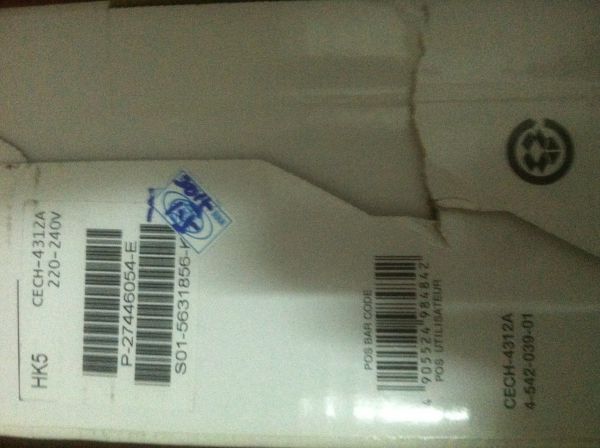 HK5
CECH-4312A
220-240V
P-27446054-E
S01-5631856-
POS BAR CODE
4 905524 984842
POS UTILISATEUR
CECH-4312A
4-542-039-01